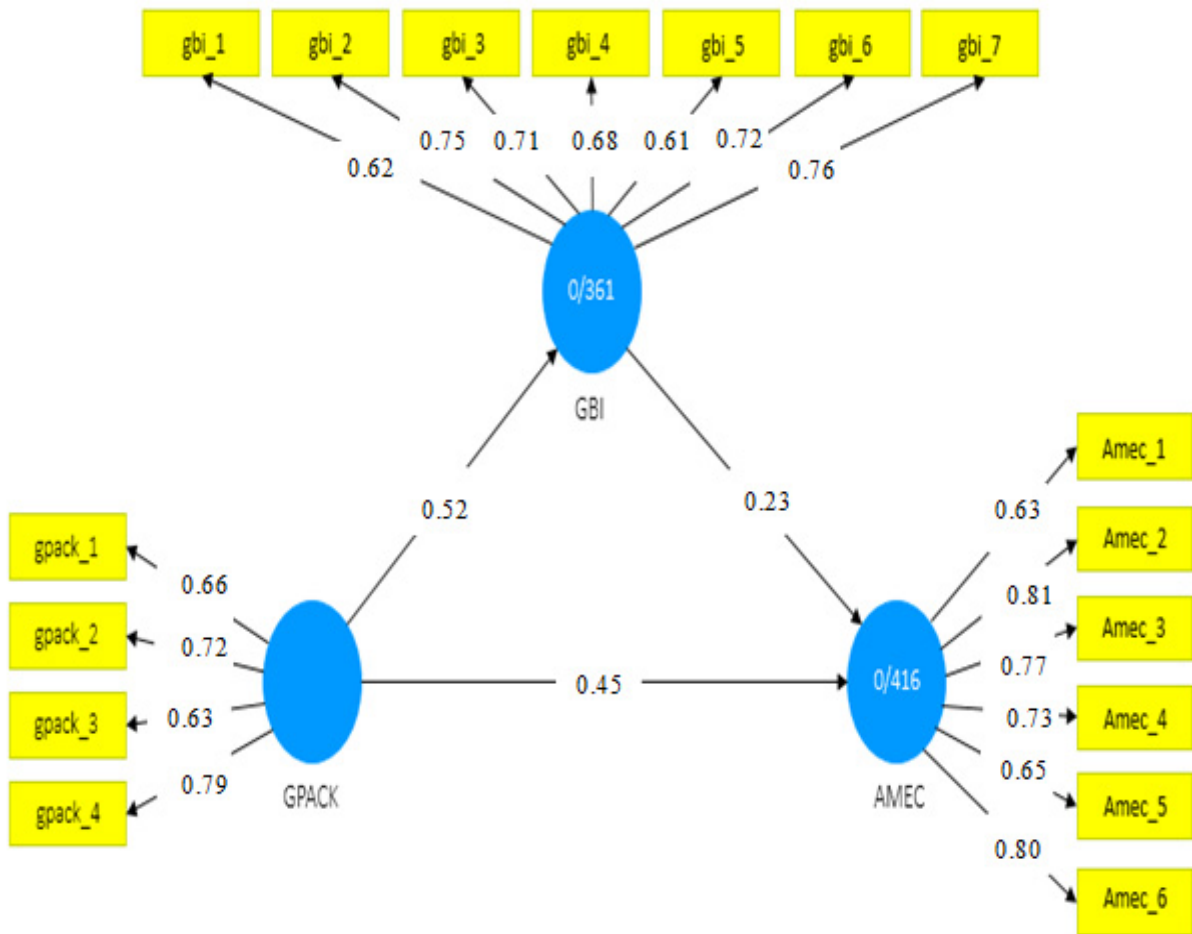 gbi_1 gbi_2 gbi_3 gbi_4 gbi_5 gbi_6 gbi_7
0.62 0.75 0.71 0.68 0.61 0.72 0.76
0/361
GBI
0.52 0.23
gpack_1
gpack_2
gpack_3
gpack_4
0.66
0.72
0.63
0.79
GPACK
0.45
0/416
AMEC
0.63
0.81
0.77
0.73
0.65
0.80
Amec_1
Amec_2
Amec_3
Amec_4
Amec_5
Amec_6